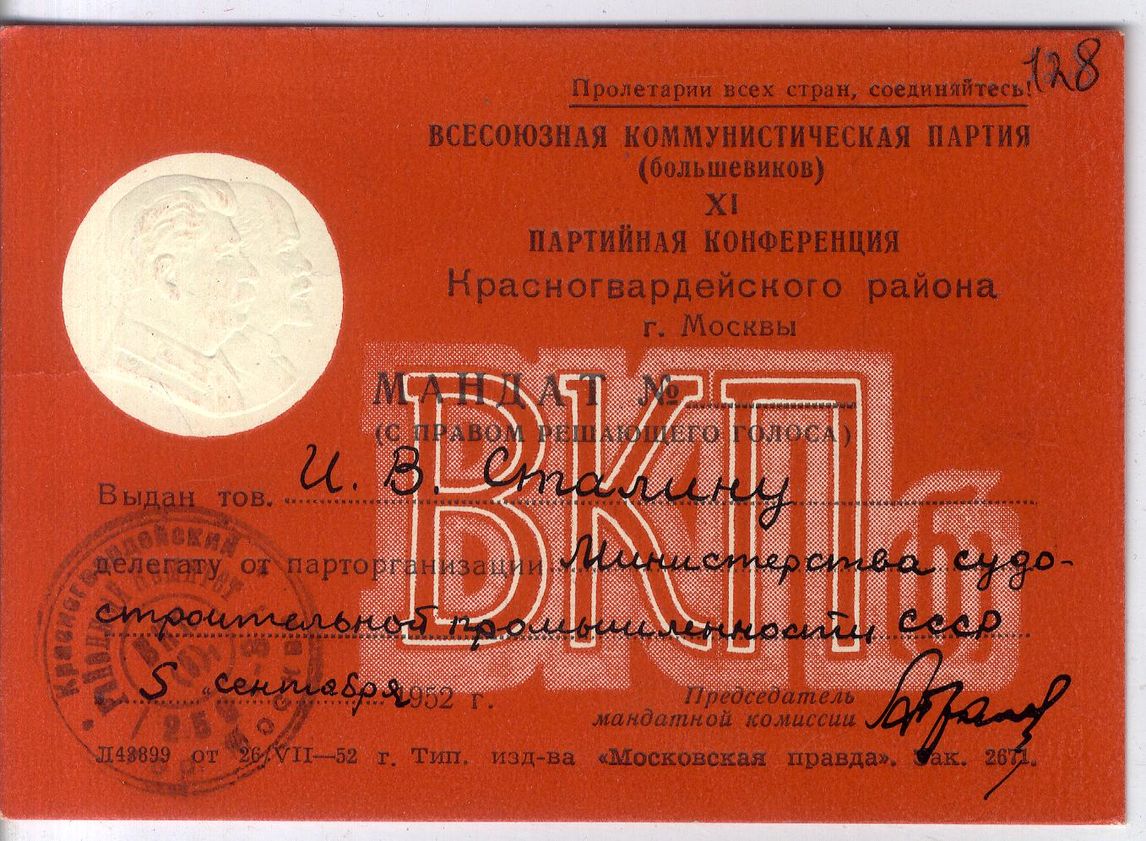 128
Пролетарии всех стран, соединяйтесь!
ВСЕСОЮЗНАЯ КОММУНИСТИЧЕСКАЯ ПАРТИЯ
(большевиков)
XI
ПАРТИЙНАЯ КОНФЕРЕНЦИЯ
Красногвардейского района
г. Москвы
МАНДАТ №
(С ПРАВОМ РЕШАЮЩЕГО ГОЛОСА)
ВКП(б)
Выдан тов. И. В. Сталину
делегату от парторганизации Министерства судо-
строительной промышленности СССР
5 „ сентября 1952 г.
Председатель
мандатной комиссии
Л43899 от 26/VII—52 г. Тип. изд-ва «Московская правда». Зак. 2671.